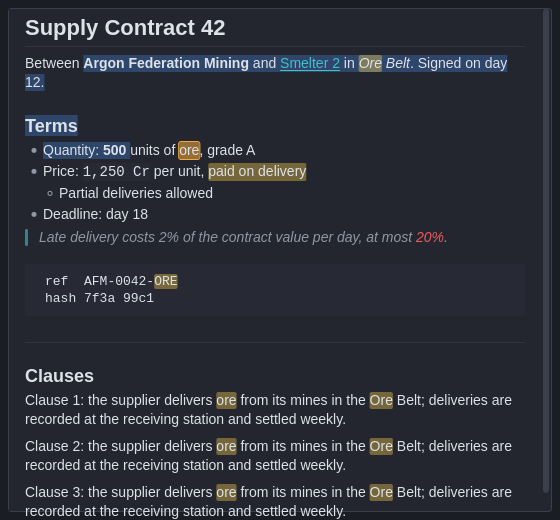 Supply Contract 42
Between Argon Federation Mining and Smelter 2 in Ore Belt. Signed on day
12.
Terms
Quantity: 500 units of ore, grade A
Price: 1,250 Cr per unit, paid on delivery
Partial deliveries allowed
Deadline: day 18
Late delivery costs 2% of the contract value per day, at most 20%.
ref  AFM-0042-ORE
hash 7f3a 99c1
Clauses
Clause 1: the supplier delivers ore from its mines in the Ore Belt; deliveries are
recorded at the receiving station and settled weekly.
Clause 2: the supplier delivers ore from its mines in the Ore Belt; deliveries are
recorded at the receiving station and settled weekly.
Clause 3: the supplier delivers ore from its mines in the Ore Belt; deliveries are
recorded at the receiving station and settled weekly.